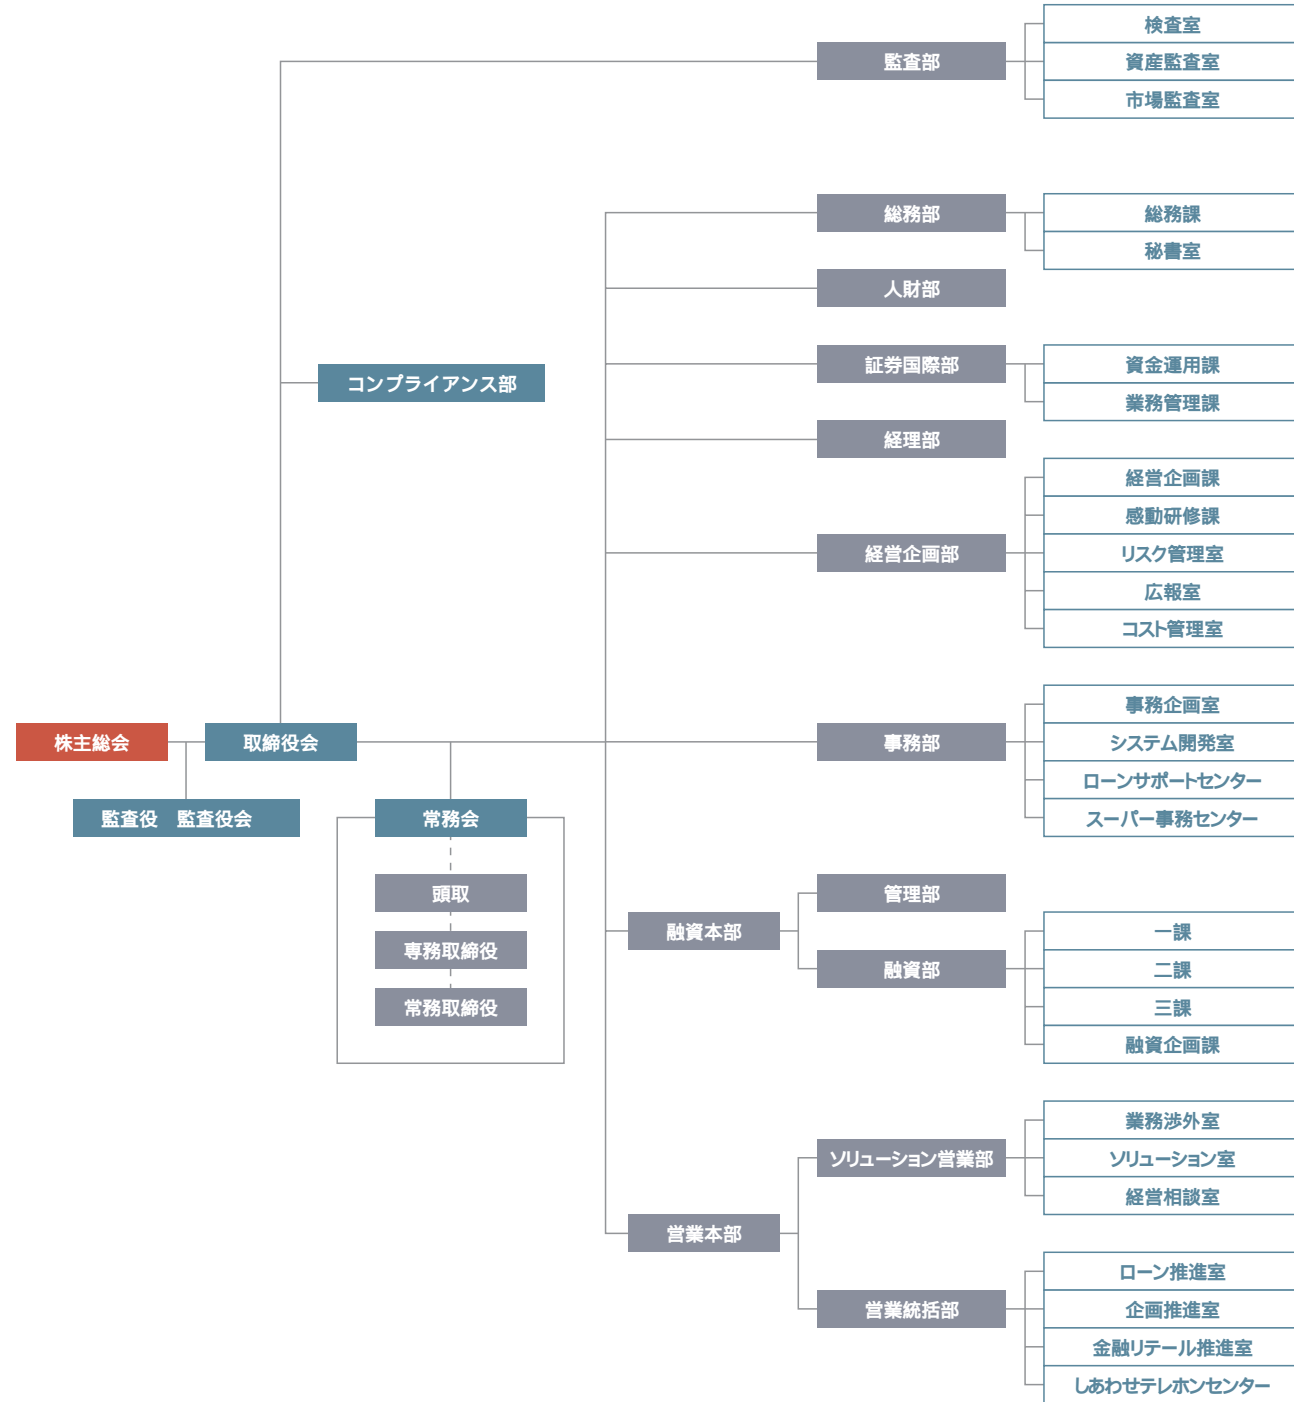 検査室
監査部
資産監査室
市場監査室
総務部
総務課
秘書室
人財部
証券国際部
資金運用課
コンプライアンス部
業務管理課
経理部
経営企画課
感動研修課
経営企画部
リスク管理室
広報室
コスト管理室
事務企画室
株主総会
取締役会
事務部
システム開発室
ローンサポートセンター
監査役　監査役会
常務会
スーパー事務センター
頭取
管理部
融資本部
一課
専務取締役
融資部
二課
常務取締役
三課
融資企画課
業務渉外室
ソリューション営業部
ソリューション室
経営相談室
営業本部
ローン推進室
営業統括部
企画推進室
金融リテール推進室
しあわせテレホンセンター